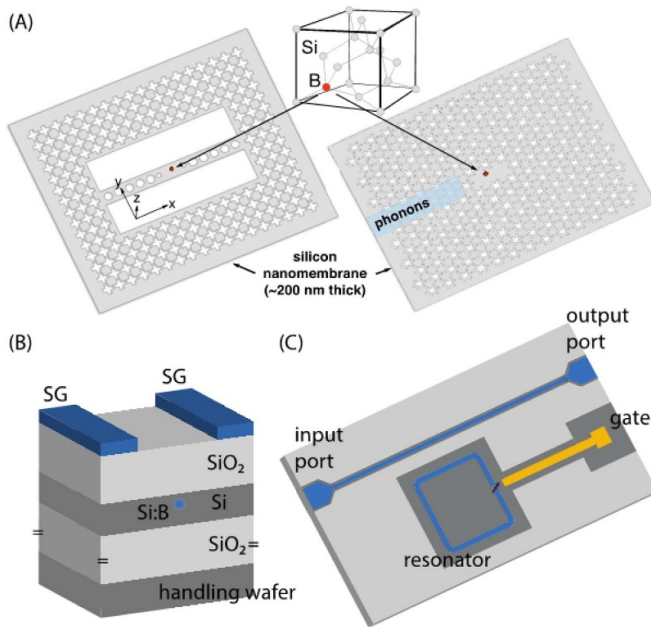 (A)
Si
B
y
z
x
phonons
silicon
nanomembrane
(~200 nm thick)
(B)
SG
SG
SiO₂
Si
Si:B
SiO₂
=
=
=
handling wafer
(C)
output
port
input
port
gate
resonator